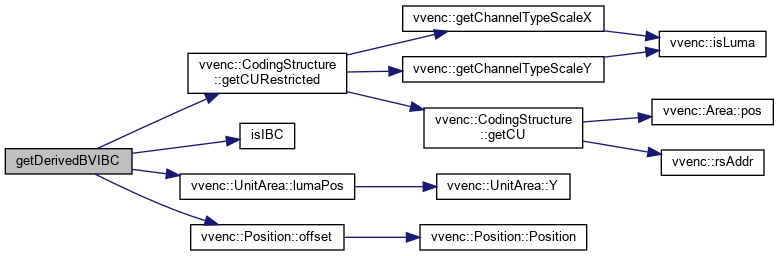 getDerivedBVIBC
vvenc::CodingStructure
::getCURestricted
isIBC
vvenc::UnitArea::lumaPos
vvenc::Position::offset
vvenc::getChannelTypeScaleX
vvenc::getChannelTypeScaleY
vvenc::CodingStructure
::getCU
vvenc::UnitArea::Y
vvenc::Position::Position
vvenc::isLuma
vvenc::Area::pos
vvenc::rsAddr